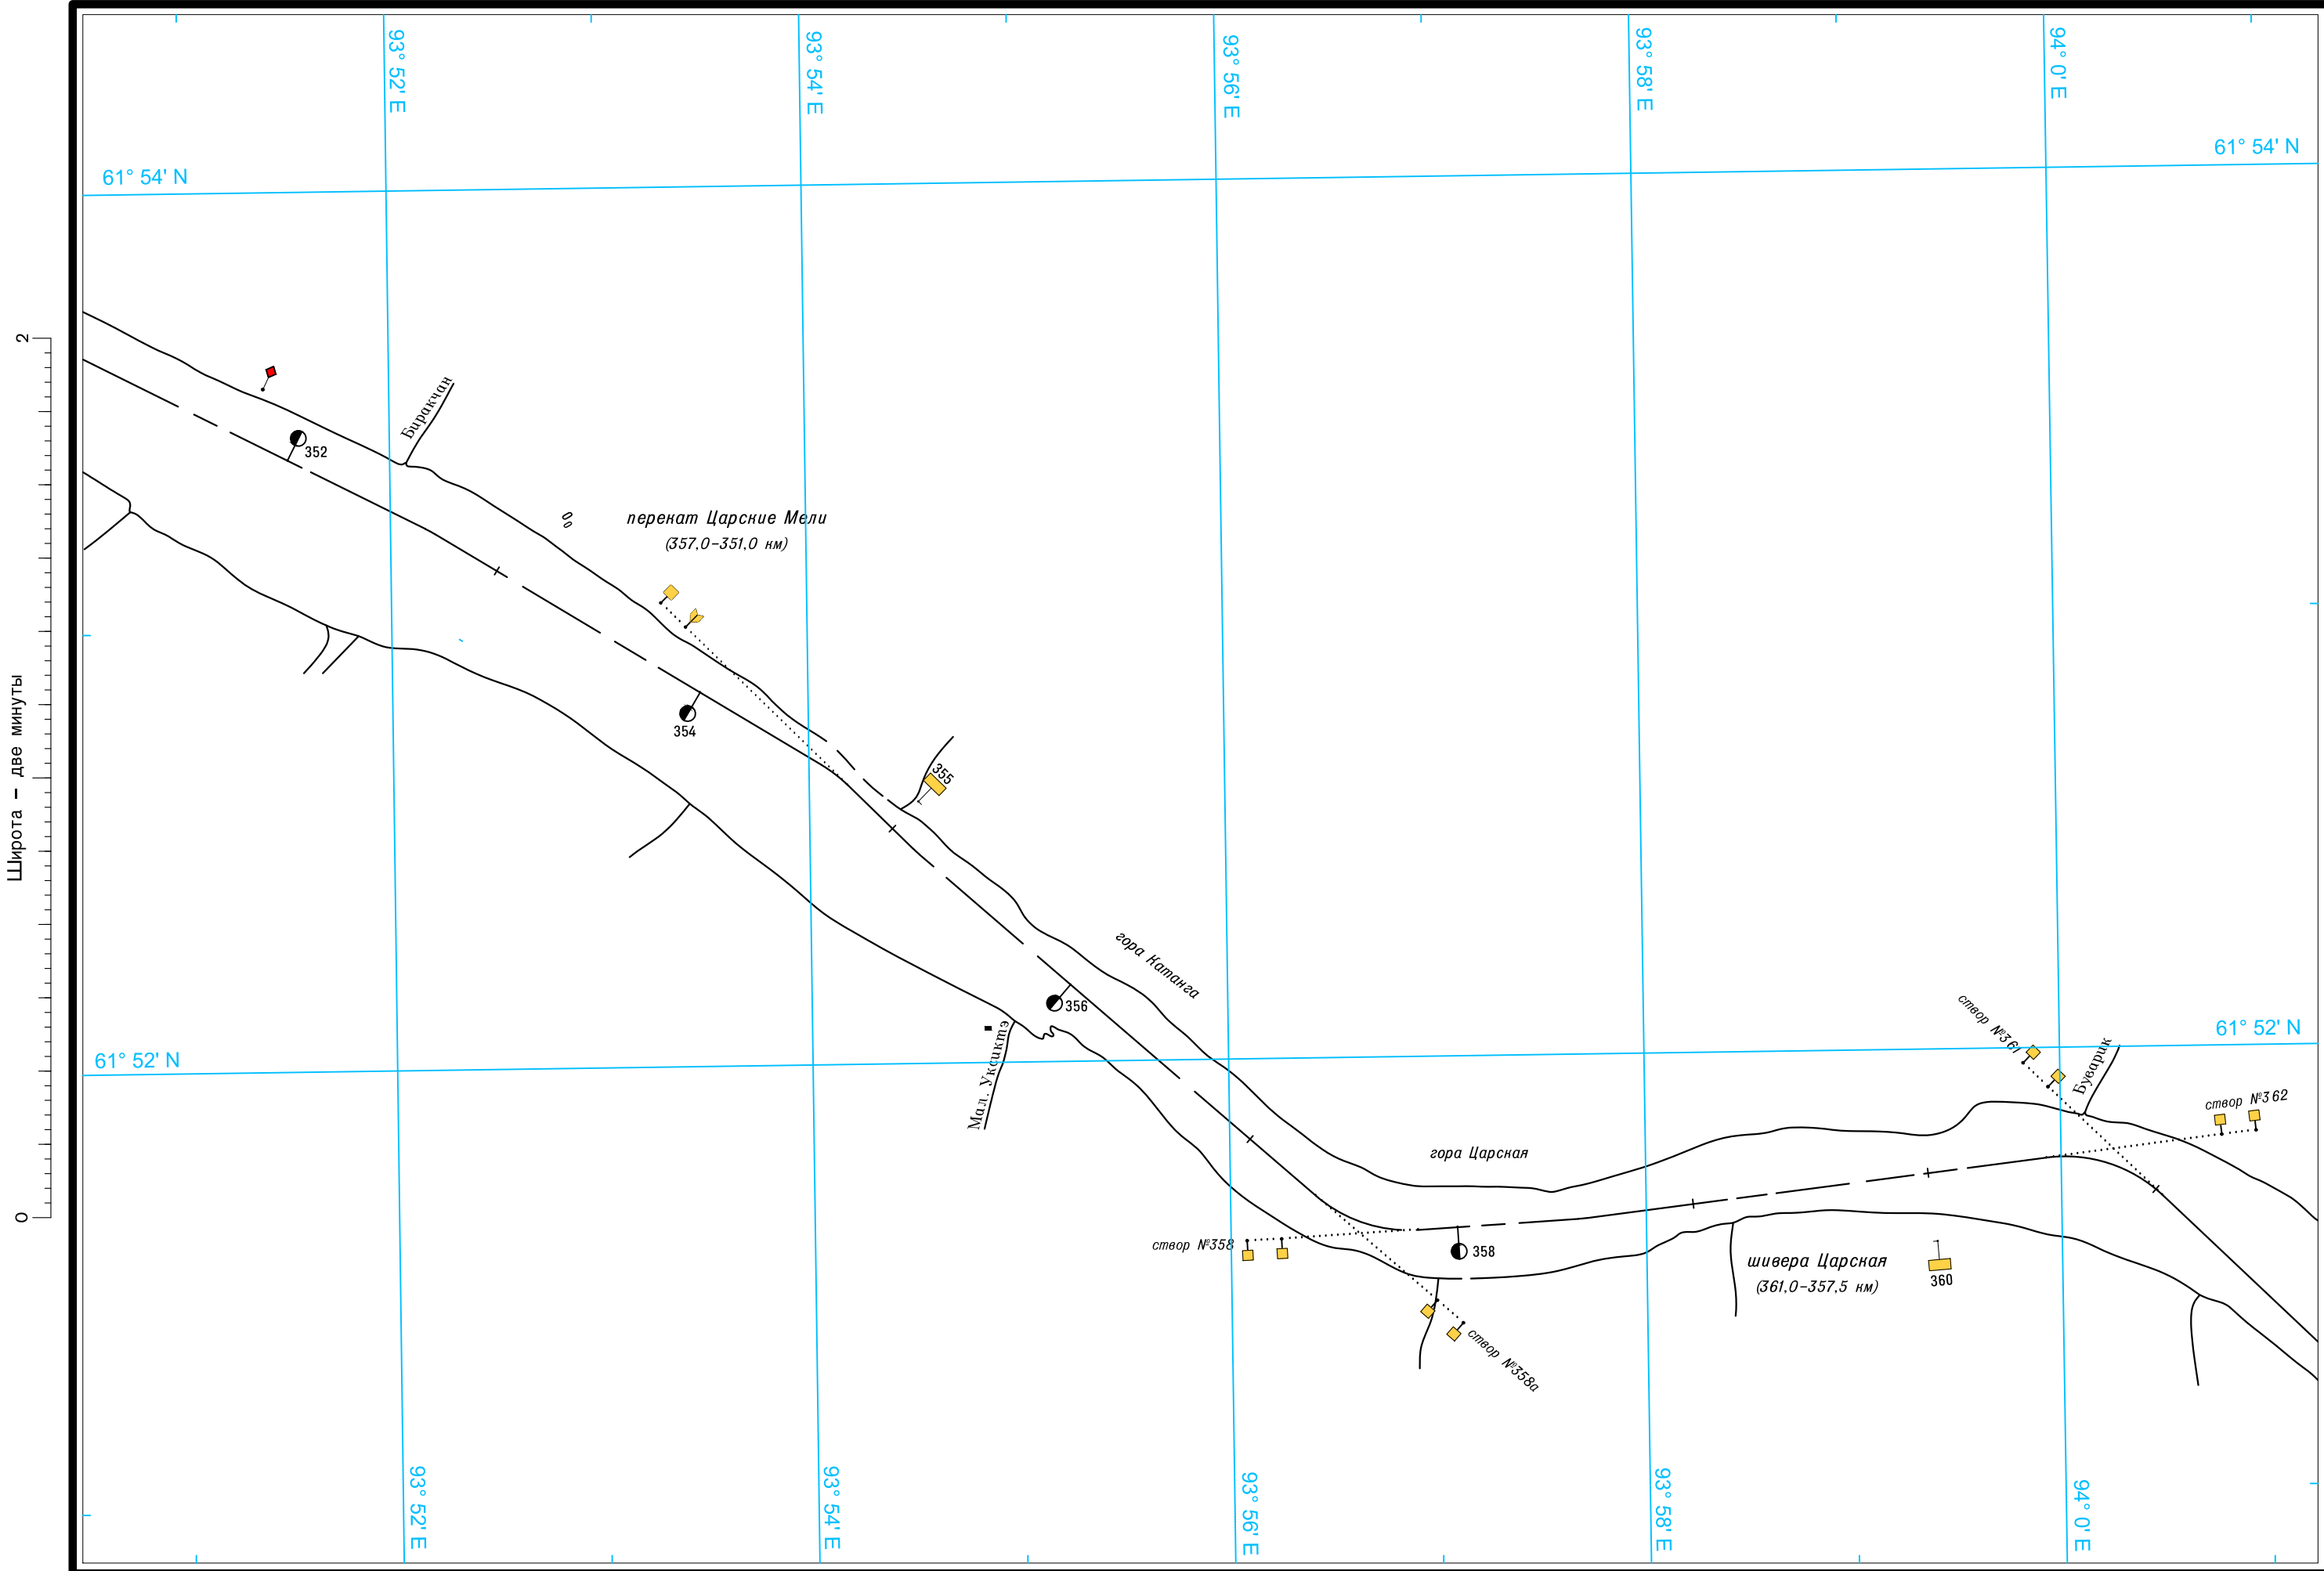 93° 52' E
93° 54' E
93° 56' E
93° 58' E
94° 0' E
61° 54' N
61° 54' N
2
Биракчан
352
перекат Царские Мели
(357,0–351,0 км)
354
355
Широта – две минуты
гора Катанга
356
створ №361
61° 52' N
61° 52' N
Мал. Уксикптэ
Буварик
створ №362
гора Царская
0
створ №358
358
шивера Царская
(361,0–357,5 км)
360
створ №358а
93° 52' E
93° 54' E
93° 56' E
93° 58' E
94° 0' E